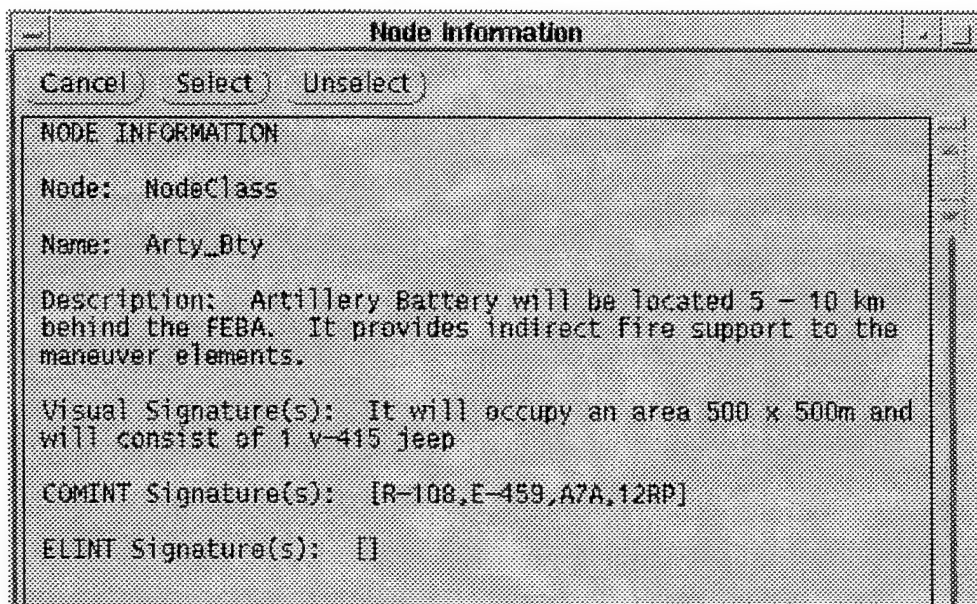 Node Information
Cancel Select Unselect
NODE INFORMATION
Node: NodeClass
Name: Arty_Bty
Description: Artillery Battery will be located 5 - 10 km
behind the FEBA. It provides indirect fire support to the
maneuver elements.
Visual Signature(s): It will occupy an area 500 x 500m and
will consist of 1 v-415 jeep
COMINT Signature(s): [R-108,E-459,A7A,12RP]
ELINT Signature(s): []